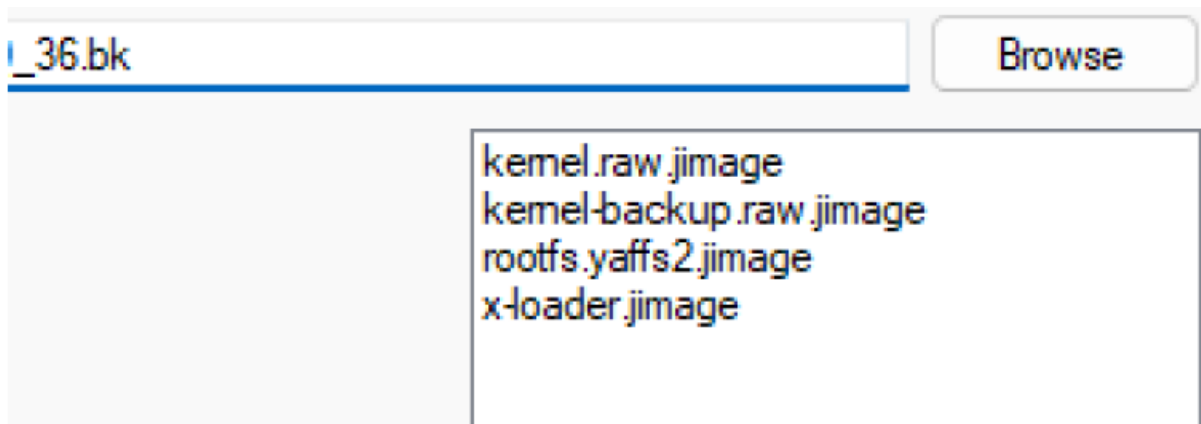 _36.bk
Browse
kernel.raw.jimage
kernel-backup.raw.jimage
rootfs.yaffs2.jimage
x-loader.jimage